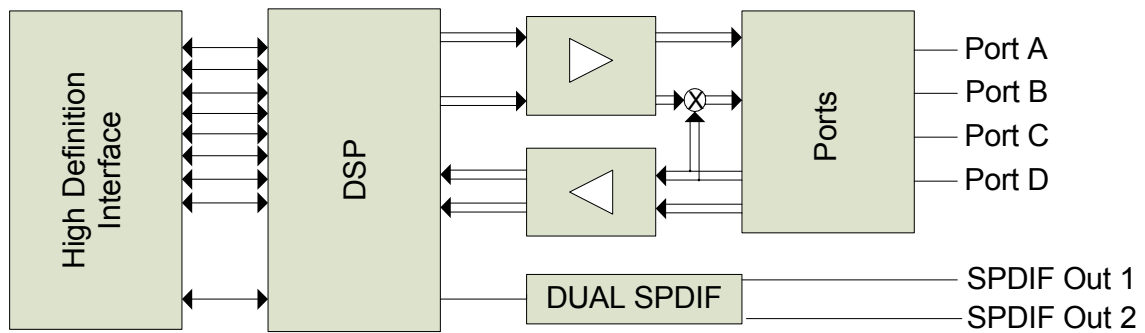 High Definition
Interface
DSP
Ports
Port A
Port B
Port C
Port D
DUAL SPDIF
SPDIF Out 1
SPDIF Out 2